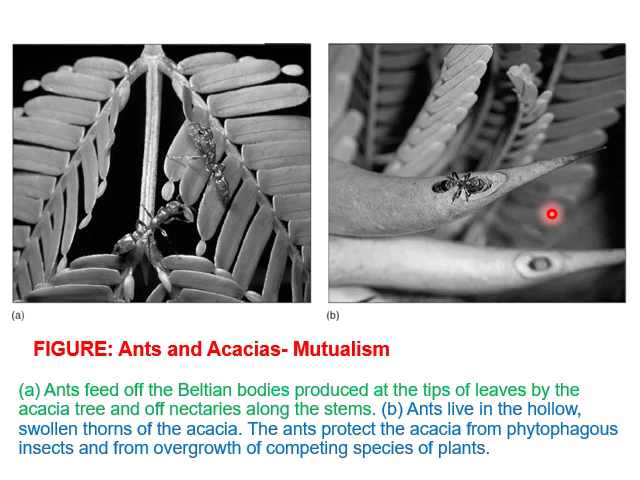 (a)
(b)
FIGURE: Ants and Acacias- Mutualism
(a) Ants feed off the Beltian bodies produced at the tips of leaves by the
acacia tree and off nectaries along the stems. (b) Ants live in the hollow,
swollen thorns of the acacia. The ants protect the acacia from phytophagous
insects and from overgrowth of competing species of plants.